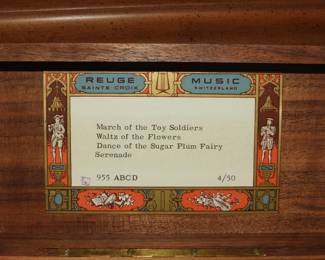 REUGE MUSIC
SAINTE CROIX SWITZERLAND
March of the Toy Soldiers
Waltz of the Flowers
Dance of the Sugar Plum Fairy
Serenade
955 ABCD 4/50